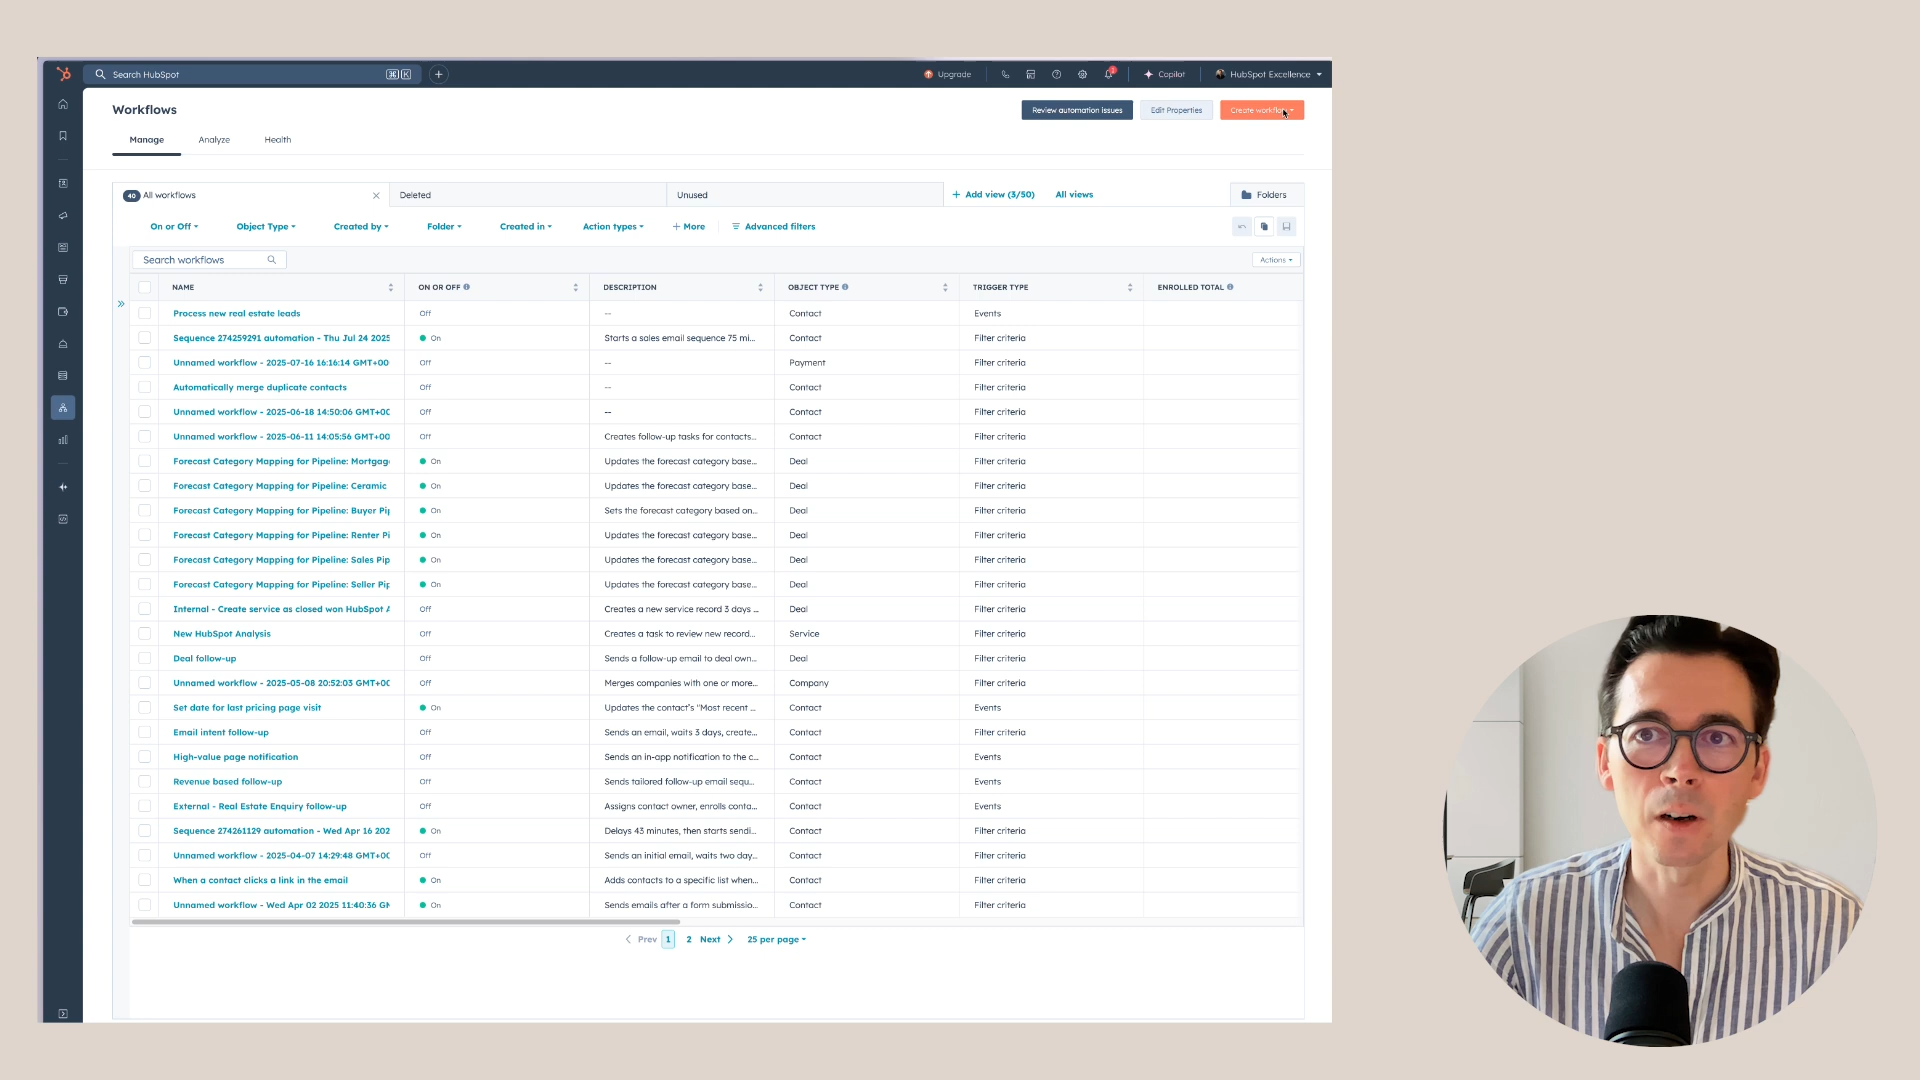 Search HubSpot
⌘ K
Upgrade
Copilot
HubSpot Excellence
Workflows
Review automation issues
Edit Properties
Create workflow
Manage
Analyze
Health
40 All workflows
Deleted
Unused
+ Add view (3/50)
All views
Folders
On or Off
Object Type
Created by
Folder
Created in
Action types
+ More
Advanced filters
Search workflows
Actions
NAME ON OR OFF DESCRIPTION OBJECT TYPE TRIGGER TYPE ENROLLED TOTAL
Process new real estate leads Off -- Contact Events
Sequence 274259291 automation - Thu Jul 24 2025 On Starts a sales email sequence 75 mi... Contact Filter criteria
Unnamed workflow - 2025-07-16 16:16:14 GMT+00 Off -- Payment Filter criteria
Automatically merge duplicate contacts Off -- Contact Filter criteria
Unnamed workflow - 2025-06-18 14:50:06 GMT+00 Off -- Contact Filter criteria
Unnamed workflow - 2025-06-11 14:05:56 GMT+00 Off Creates follow-up tasks for contacts... Contact Filter criteria
Forecast Category Mapping for Pipeline: Mortgag On Updates the forecast category base... Deal Filter criteria
Forecast Category Mapping for Pipeline: Ceramic On Updates the forecast category base... Deal Filter criteria
Forecast Category Mapping for Pipeline: Buyer Pip On Sets the forecast category based on... Deal Filter criteria
Forecast Category Mapping for Pipeline: Renter Pi On Updates the forecast category base... Deal Filter criteria
Forecast Category Mapping for Pipeline: Sales Pip On Updates the forecast category base... Deal Filter criteria
Forecast Category Mapping for Pipeline: Seller Pip On Updates the forecast category base... Deal Filter criteria
Internal - Create service as closed won HubSpot Off Creates a new service record 3 days ... Deal Filter criteria
New HubSpot Analysis Off Creates a task to review new record... Service Filter criteria
Deal follow-up Off Sends a follow-up email to deal own... Deal Filter criteria
Unnamed workflow - 2025-05-08 20:52:03 GMT+00 Off Merges companies with one or more... Company Filter criteria
Set date for last pricing page visit On Updates the contact's "Most recent ... Contact Events
Email intent follow-up Off Sends an email, waits 3 days, create... Contact Filter criteria
High-value page notification Off Sends an in-app notification to the c... Contact Events
Revenue based follow-up Off Sends tailored follow-up email sequ... Contact Events
External - Real Estate Enquiry follow-up Off Assigns contact owner, enrolls conta... Contact Events
Sequence 274261129 automation - Wed Apr 16 202 On Delays 43 minutes, then starts sendi... Contact Filter criteria
Unnamed workflow - 2025-04-07 14:29:48 GMT+00 Off Sends an initial email, waits two day... Contact Filter criteria
When a contact clicks a link in the email On Adds contacts to a specific list when... Contact Filter criteria
Unnamed workflow - Wed Apr 02 2025 11:40:36 GM On Sends emails after a form submissio... Contact Filter criteria
Prev 1 2 Next 25 per page